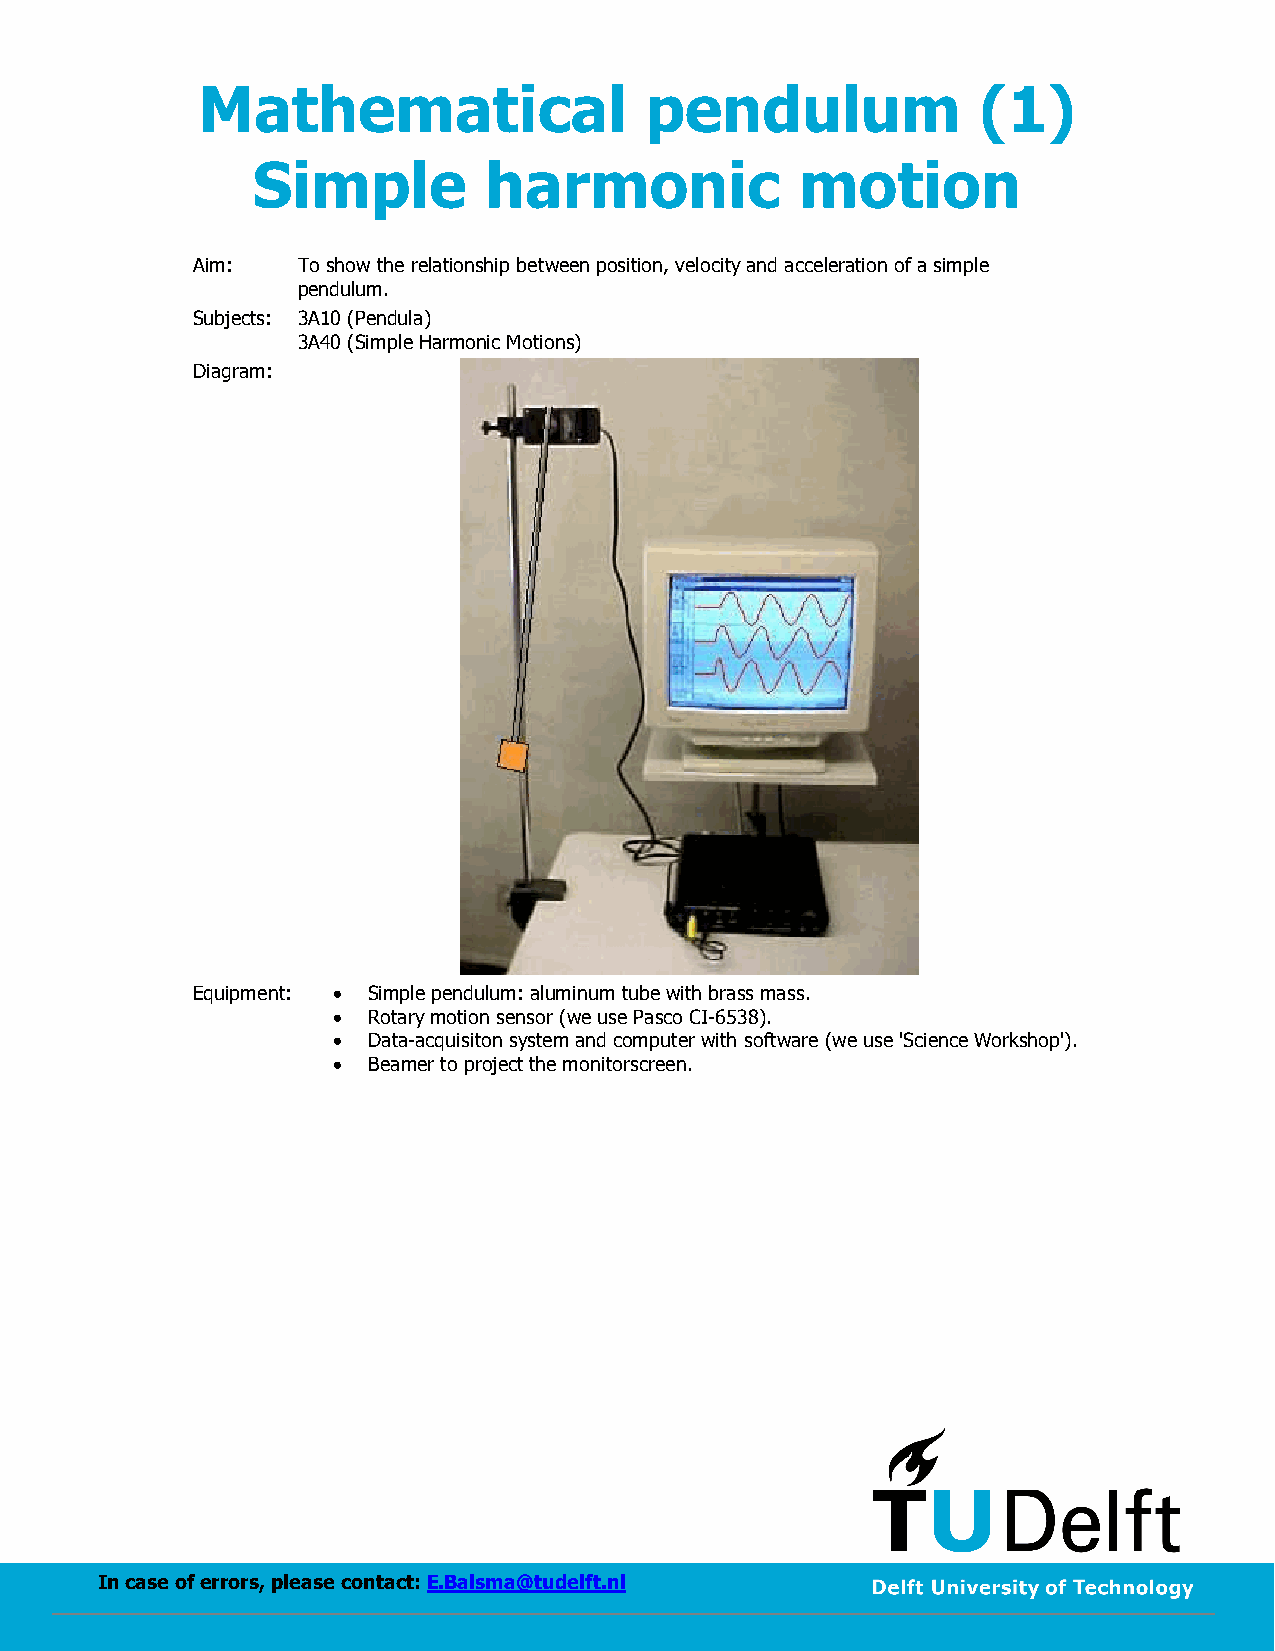 Mathematical pendulum (1)
Simple harmonic motion
Aim: To show the relationship between position, velocity and acceleration of a simple
pendulum.
Subjects: 3A10 (Pendula)
3A40 (Simple Harmonic Motions)
Diagram:
Equipment: • Simple pendulum: aluminum tube with brass mass.
• Rotary motion sensor (we use Pasco CI-6538).
• Data-acquisiton system and computer with software (we use 'Science Workshop').
• Beamer to project the monitorscreen.
TUDelft
In case of errors, please contact: E.Balsma@tudelft.nl
Delft University of Technology